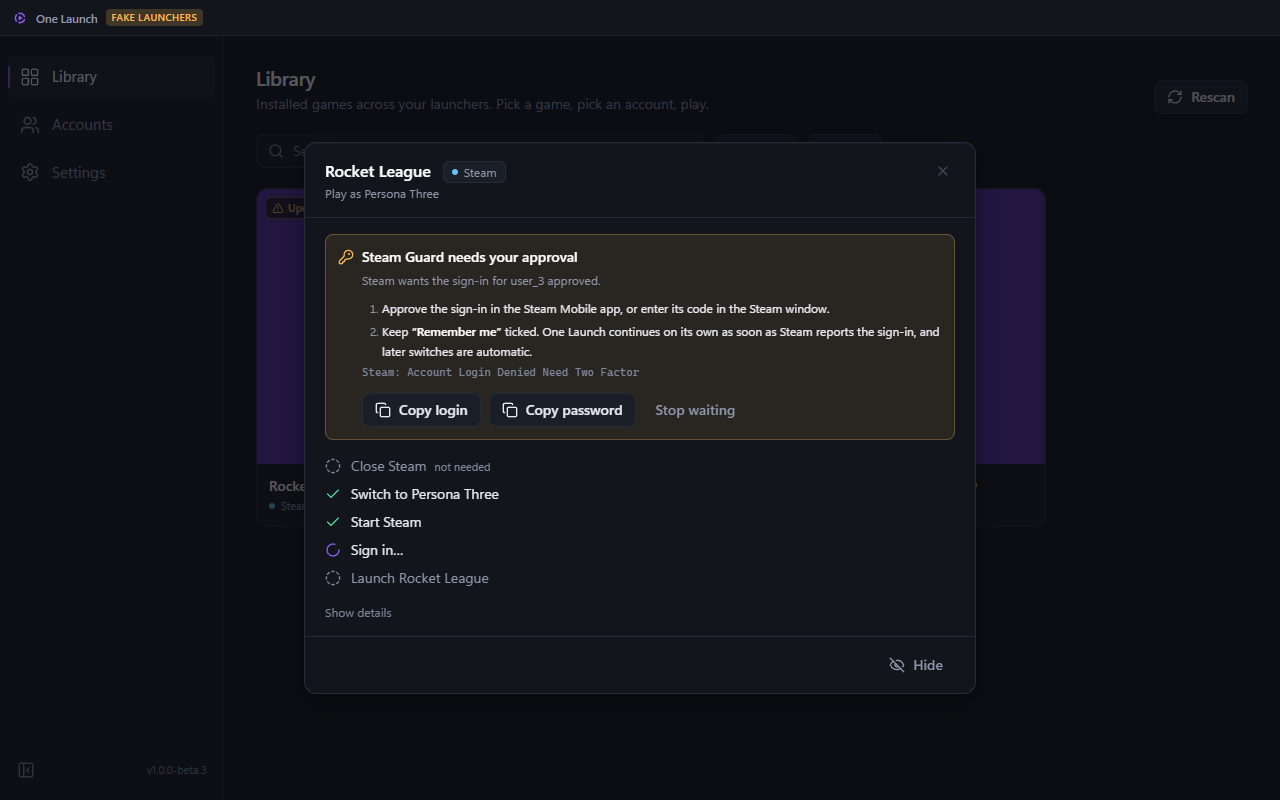 One Launch FAKE LAUNCHERS
Library
Accounts
Settings
v1.0.0-beta.3
Library
Installed games across your launchers. Pick a game, pick an account, play.
Rescan
Rocket League
Steam
Play as Persona Three
Steam Guard needs your approval
Steam wants the sign-in for user_3 approved.
1. Approve the sign-in in the Steam Mobile app, or enter its code in the Steam window.
2. Keep “Remember me” ticked. One Launch continues on its own as soon as Steam reports the sign-in, and
later switches are automatic.
Steam: Account Login Denied Need Two Factor
Copy login
Copy password
Stop waiting
Close Steam not needed
Switch to Persona Three
Start Steam
Sign in...
Launch Rocket League
Show details
Hide